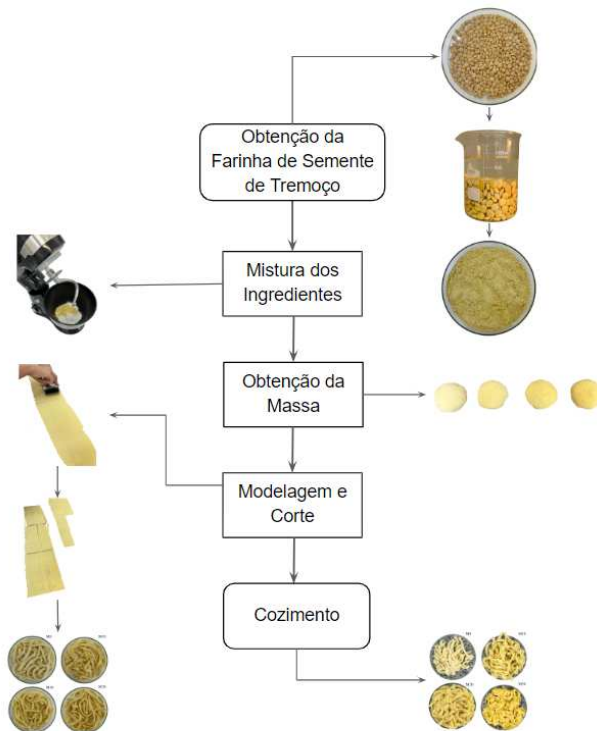 Obtenção da
Farinha de Semente
de Tremoço
Mistura dos
Ingredientes
Obtenção da
Massa
Modelagem e
Corte
Cozimento